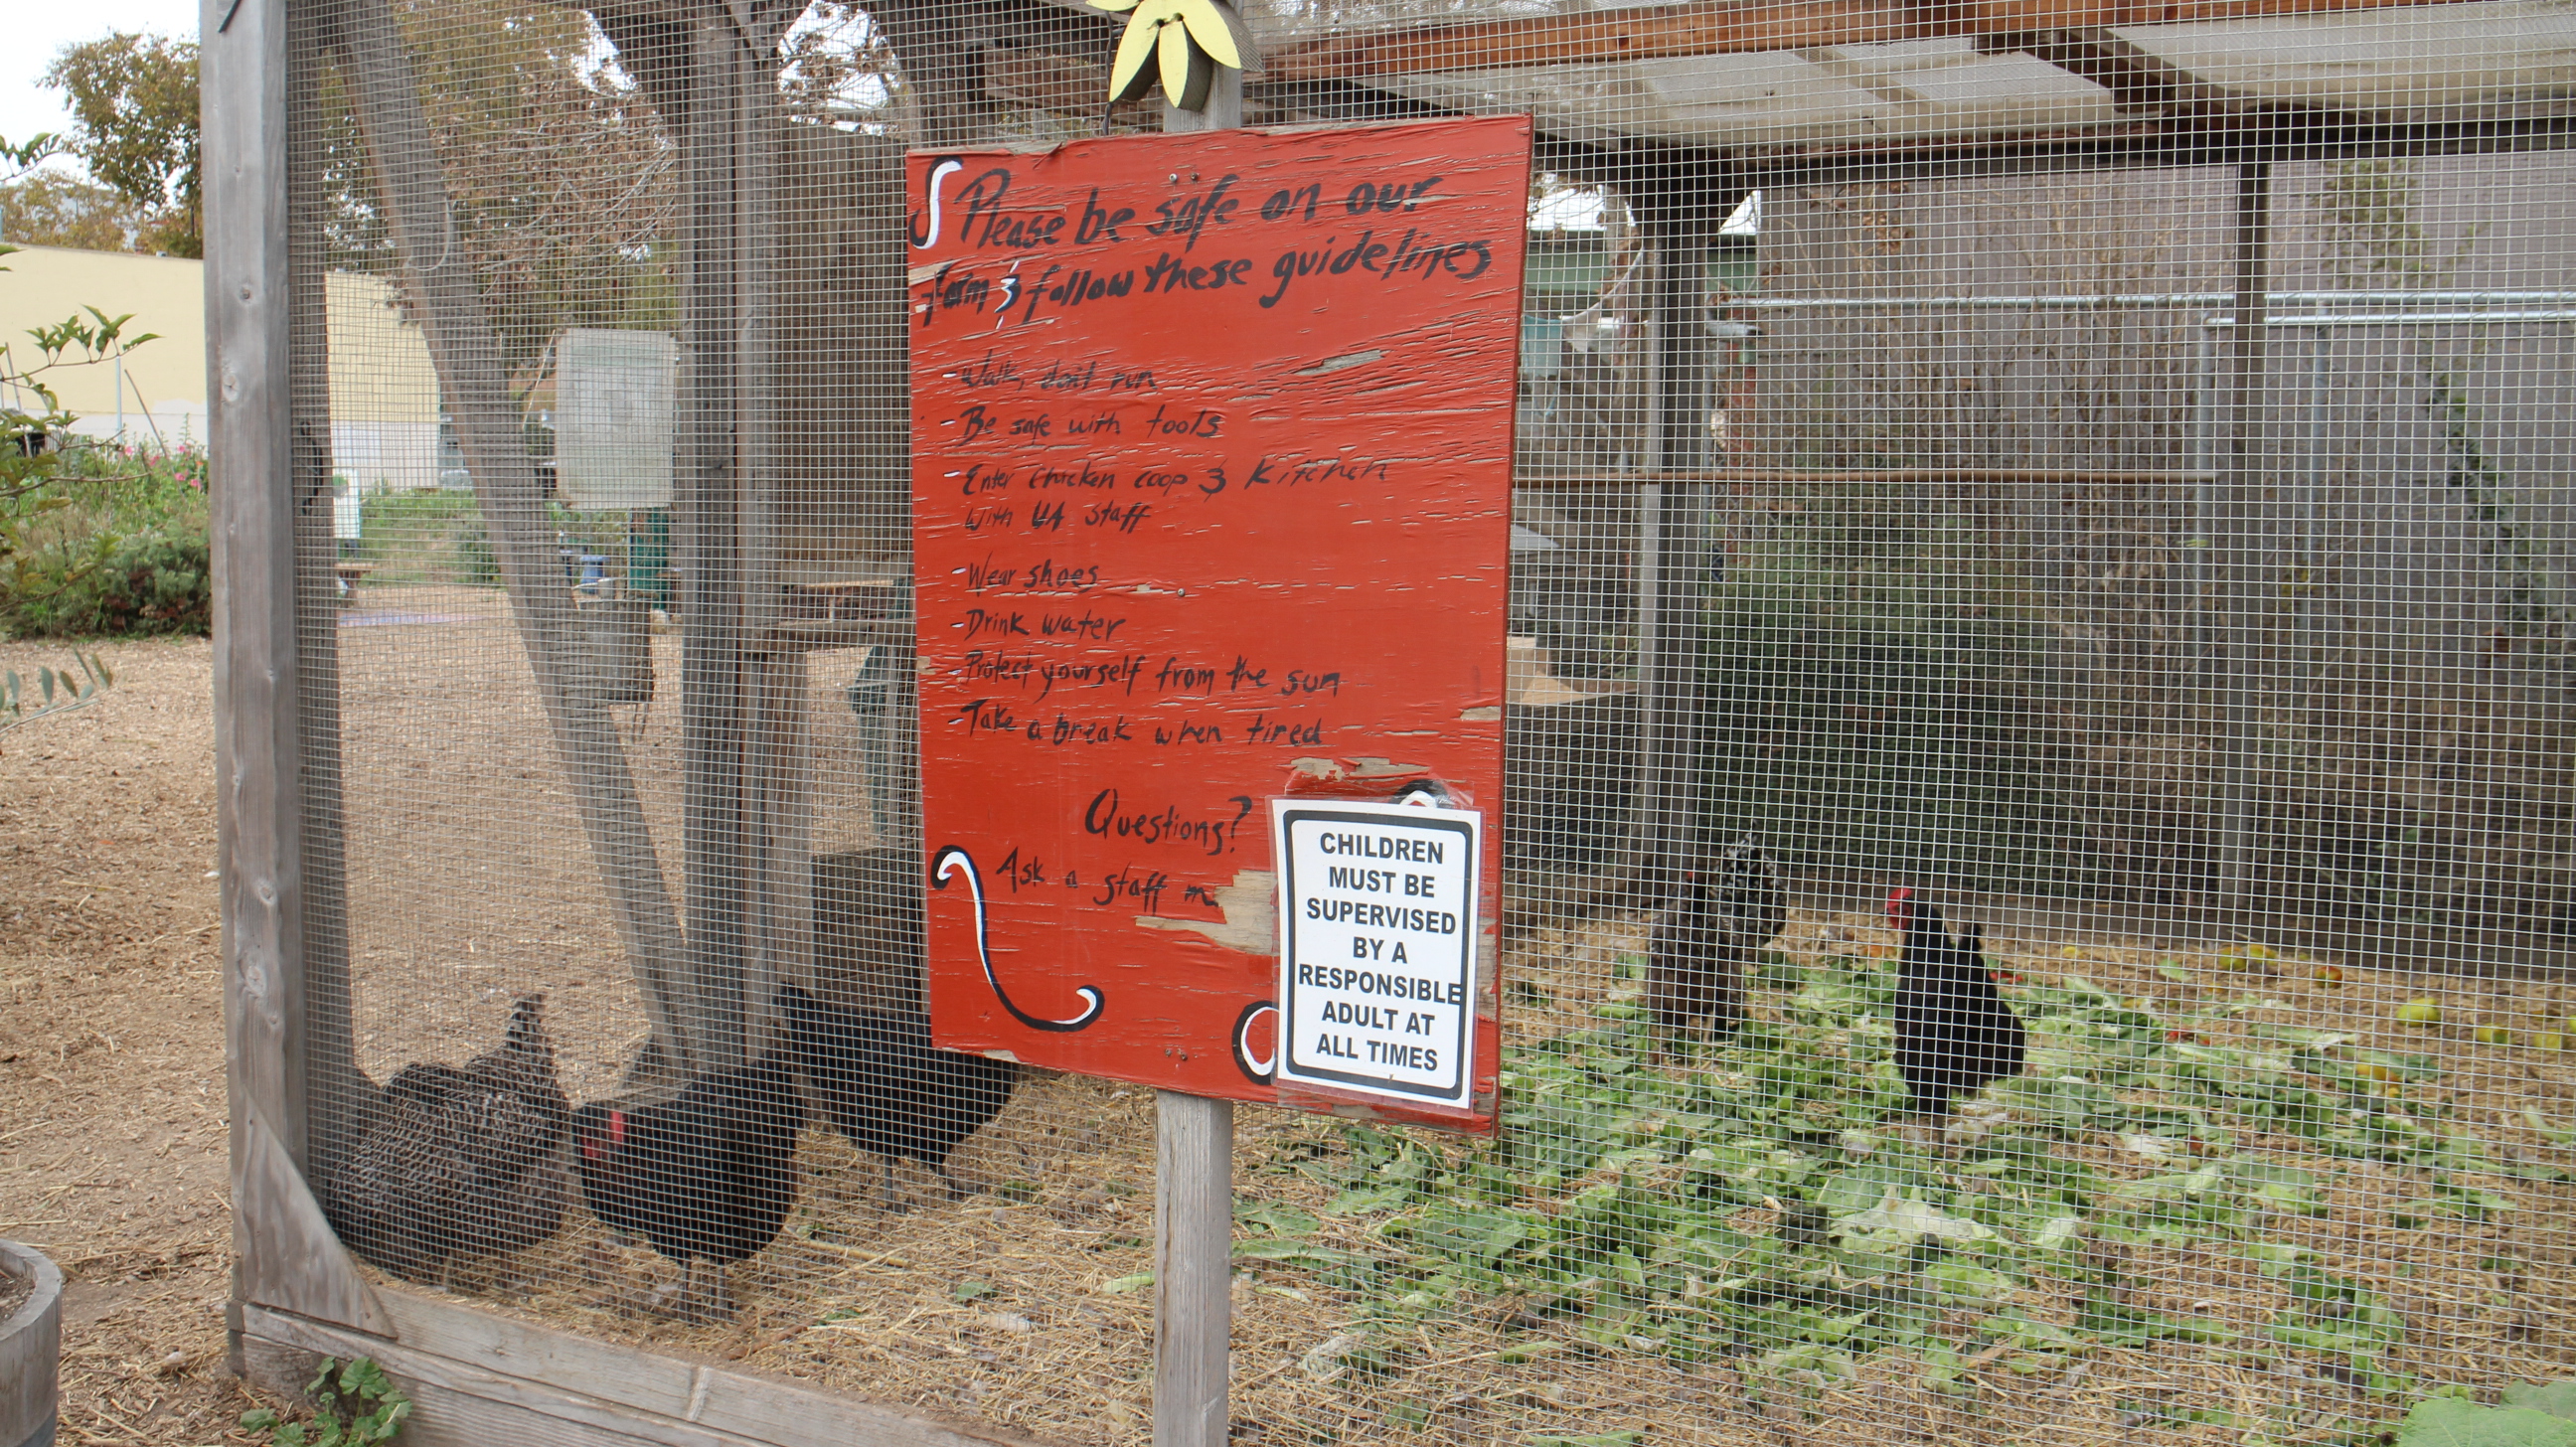 Please be safe on our
farm & follow these guidelines
- Walk, don't run
- Be safe with tools
- Enter chicken coop & kitchen
with UA staff
- Wear shoes
- Drink water
- Protect yourself from the sun
- Take a break when tired
Questions?
Ask a staff m
CHILDREN
MUST BE
SUPERVISED
BY A
RESPONSIBLE
ADULT AT
ALL TIMES